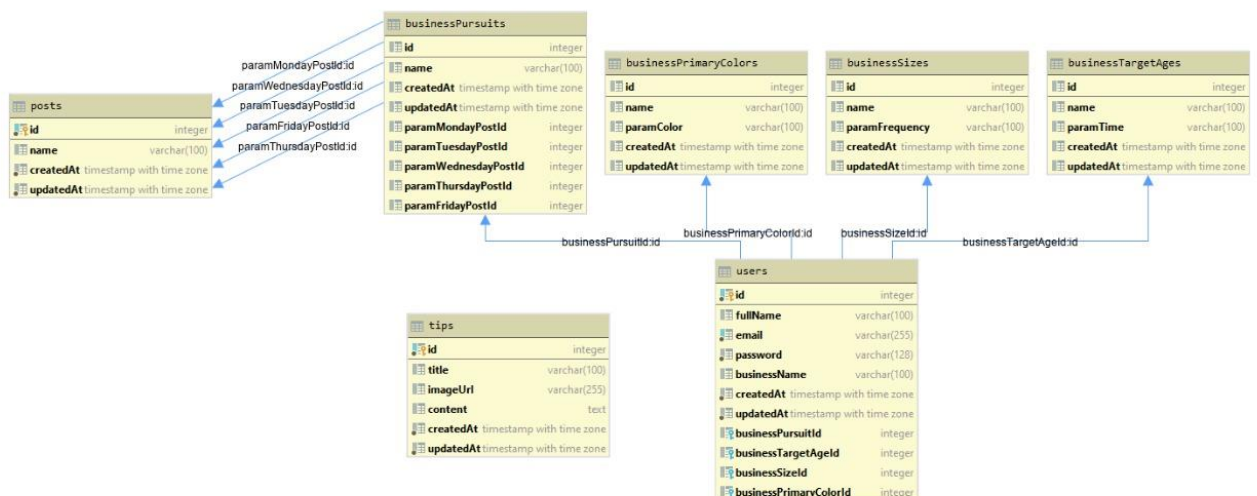 businessPursuits
id integer
name varchar(100)
createdAt timestamp with time zone
updatedAt timestamp with time zone
paramMondayPostId integer
paramTuesdayPostId integer
paramWednesdayPostId integer
paramThursdayPostId integer
paramFridayPostId integer
paramMondayPostId:id
paramWednesdayPostId:id
paramTuesdayPostId:id
paramFridayPostId:id
paramThursdayPostId:id
posts
id integer
name varchar(100)
createdAt timestamp with time zone
updatedAt timestamp with time zone
businessPrimaryColors
id integer
name varchar(100)
paramColor varchar(100)
createdAt timestamp with time zone
updatedAt timestamp with time zone
businessSizes
id integer
name varchar(100)
paramFrequency varchar(100)
createdAt timestamp with time zone
updatedAt timestamp with time zone
businessTargetAges
id integer
name varchar(100)
paramTime varchar(100)
createdAt timestamp with time zone
updatedAt timestamp with time zone
businessPursuitId:id
businessPrimaryColorId:id
businessSizeId:id
businessTargetAgeId:id
users
id integer
fullName varchar(100)
email varchar(255)
password varchar(128)
businessName varchar(100)
createdAt timestamp with time zone
updatedAt timestamp with time zone
businessPursuitId integer
businessTargetAgeId integer
businessSizeId integer
businessPrimaryColorId integer
tips
id integer
title varchar(100)
imageUrl varchar(255)
content text
createdAt timestamp with time zone
updatedAt timestamp with time zone